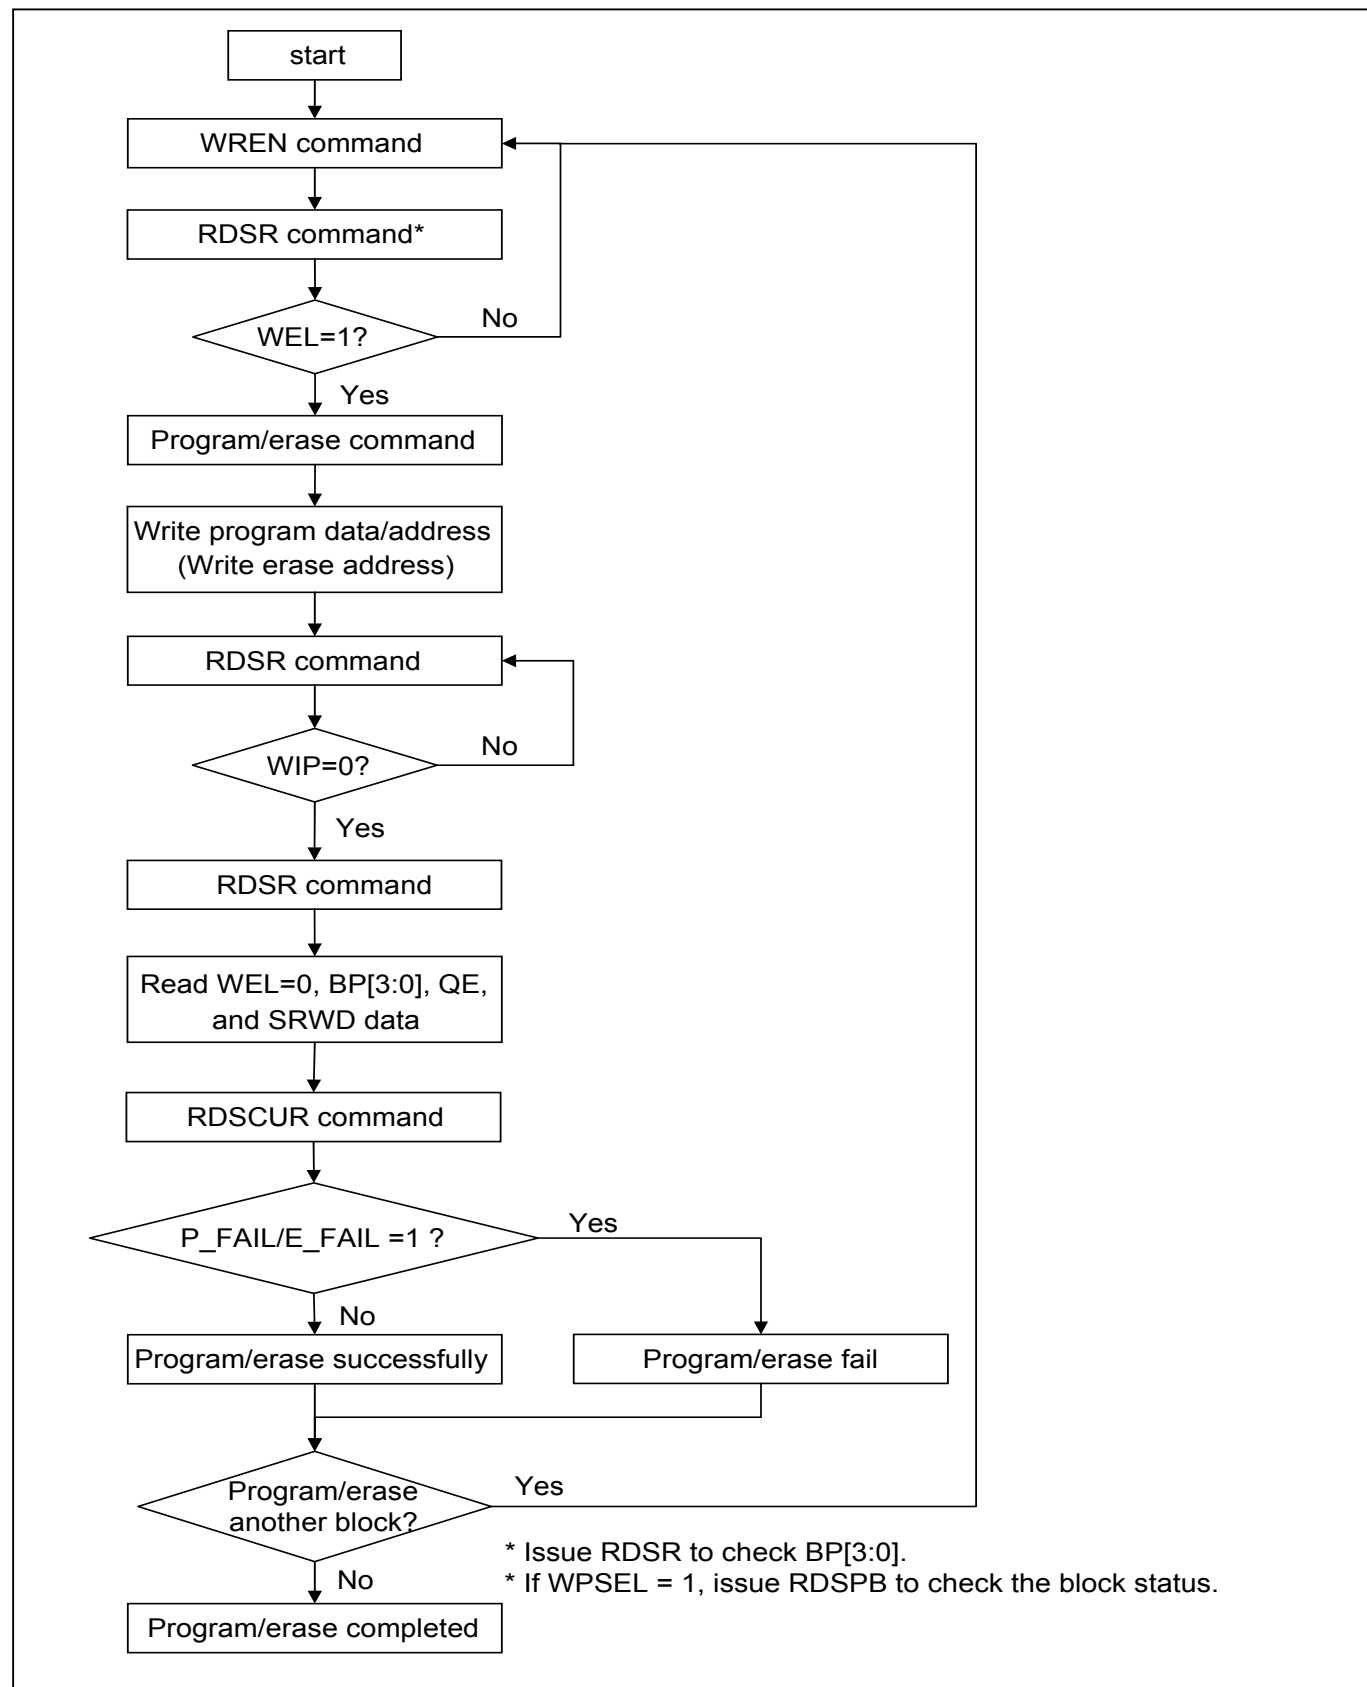 start
WREN command
RDSR command*
WEL=1?
No
Yes
Program/erase command
Write program data/address
(Write erase address)
RDSR command
WIP=0?
No
Yes
RDSR command
Read WEL=0, BP[3:0], QE,
and SRWD data
RDSCUR command
P_FAIL/E_FAIL =1 ?
Yes
No
Program/erase successfully
Program/erase fail
Program/erase
another block?
Yes
* Issue RDSR to check BP[3:0].
* If WPSEL = 1, issue RDSPB to check the block status.
No
Program/erase completed